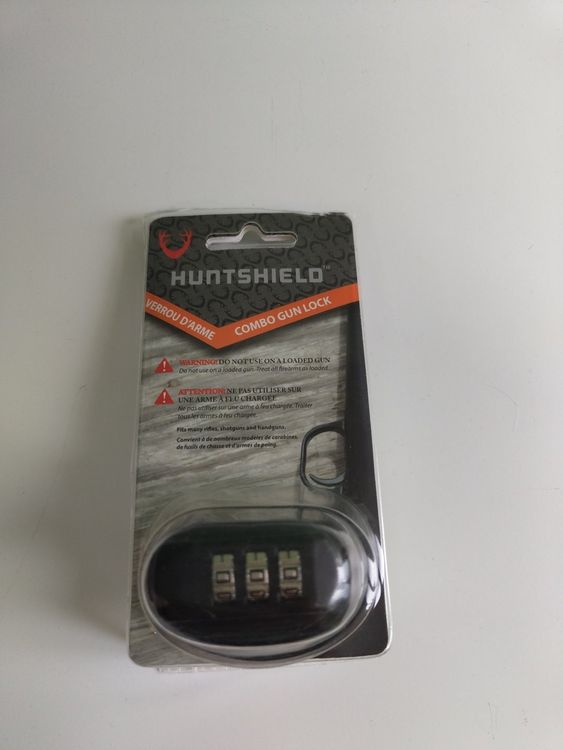 HUNTSHIELD™
VERROU D'ARME
COMBO GUN LOCK
WARNING! DO NOT USE ON A LOADED GUN
Do not use on a loaded gun. Treat all firearms as loaded.
ATTENTION! NE PAS UTILISER SUR
UNE ARME À FEU CHARGÉE
Ne pas utiliser sur une arme à feu chargée. Traiter
tous les armes à feu chargée.
Fits many rifles, shotguns and handguns.
Convient à de nombreux modèles de carabines,
de fusils de chasse et d'armes de poing.